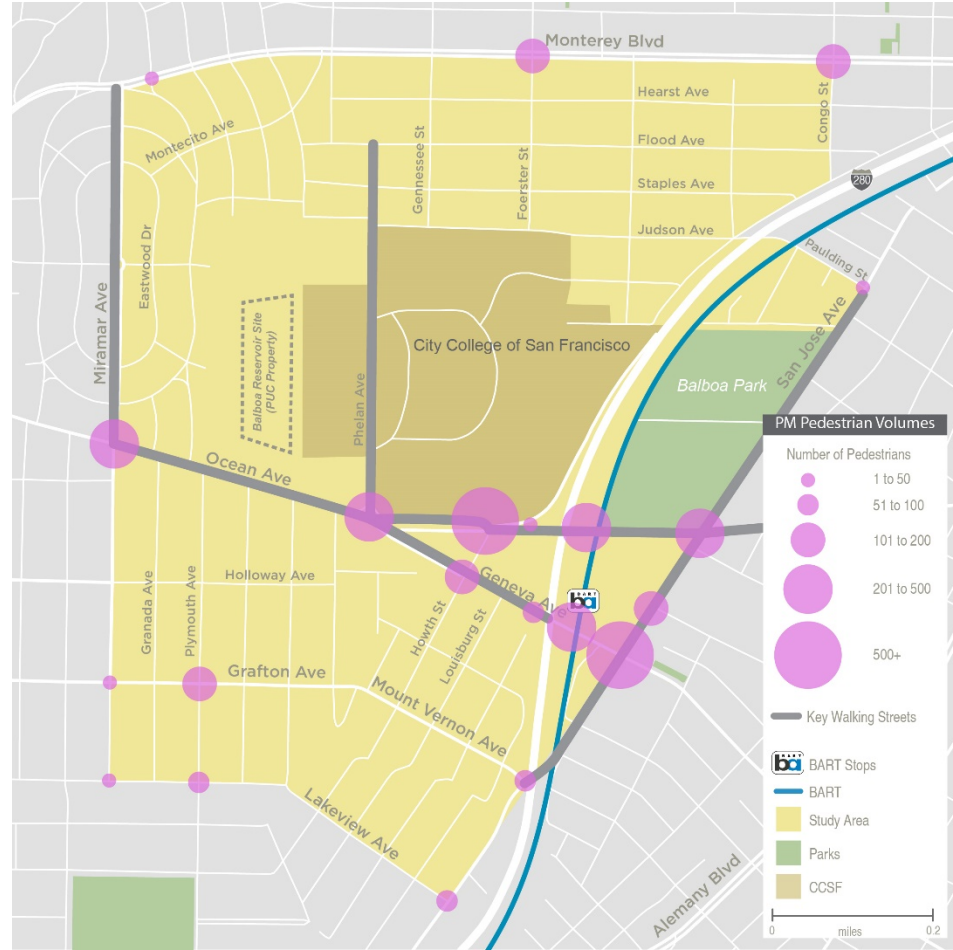 Monterey Blvd
Hearst Ave
Congo St
Montecito Ave
Gennessee St
Foerster St
Flood Ave
280
Staples Ave
Judson Ave
Paulding St
Eastwood Dr
Miramar Ave
Balboa Reservoir Site
(PUC Property)
City College of San Francisco
San Jose Ave
Balboa Park
Phelan Ave
Ocean Ave
Holloway Ave
Geneva Ave
BART
ba
Granada Ave
Plymouth Ave
Howth St
Louisburg St
Grafton Ave
Mount Vernon Ave
Lakeview Ave
Alemany Blvd
PM Pedestrian Volumes
Number of Pedestrians
1 to 50
51 to 100
101 to 200
201 to 500
500+
Key Walking Streets
BART
ba
BART Stops
BART
Study Area
Parks
CCSF
0
0.2
miles